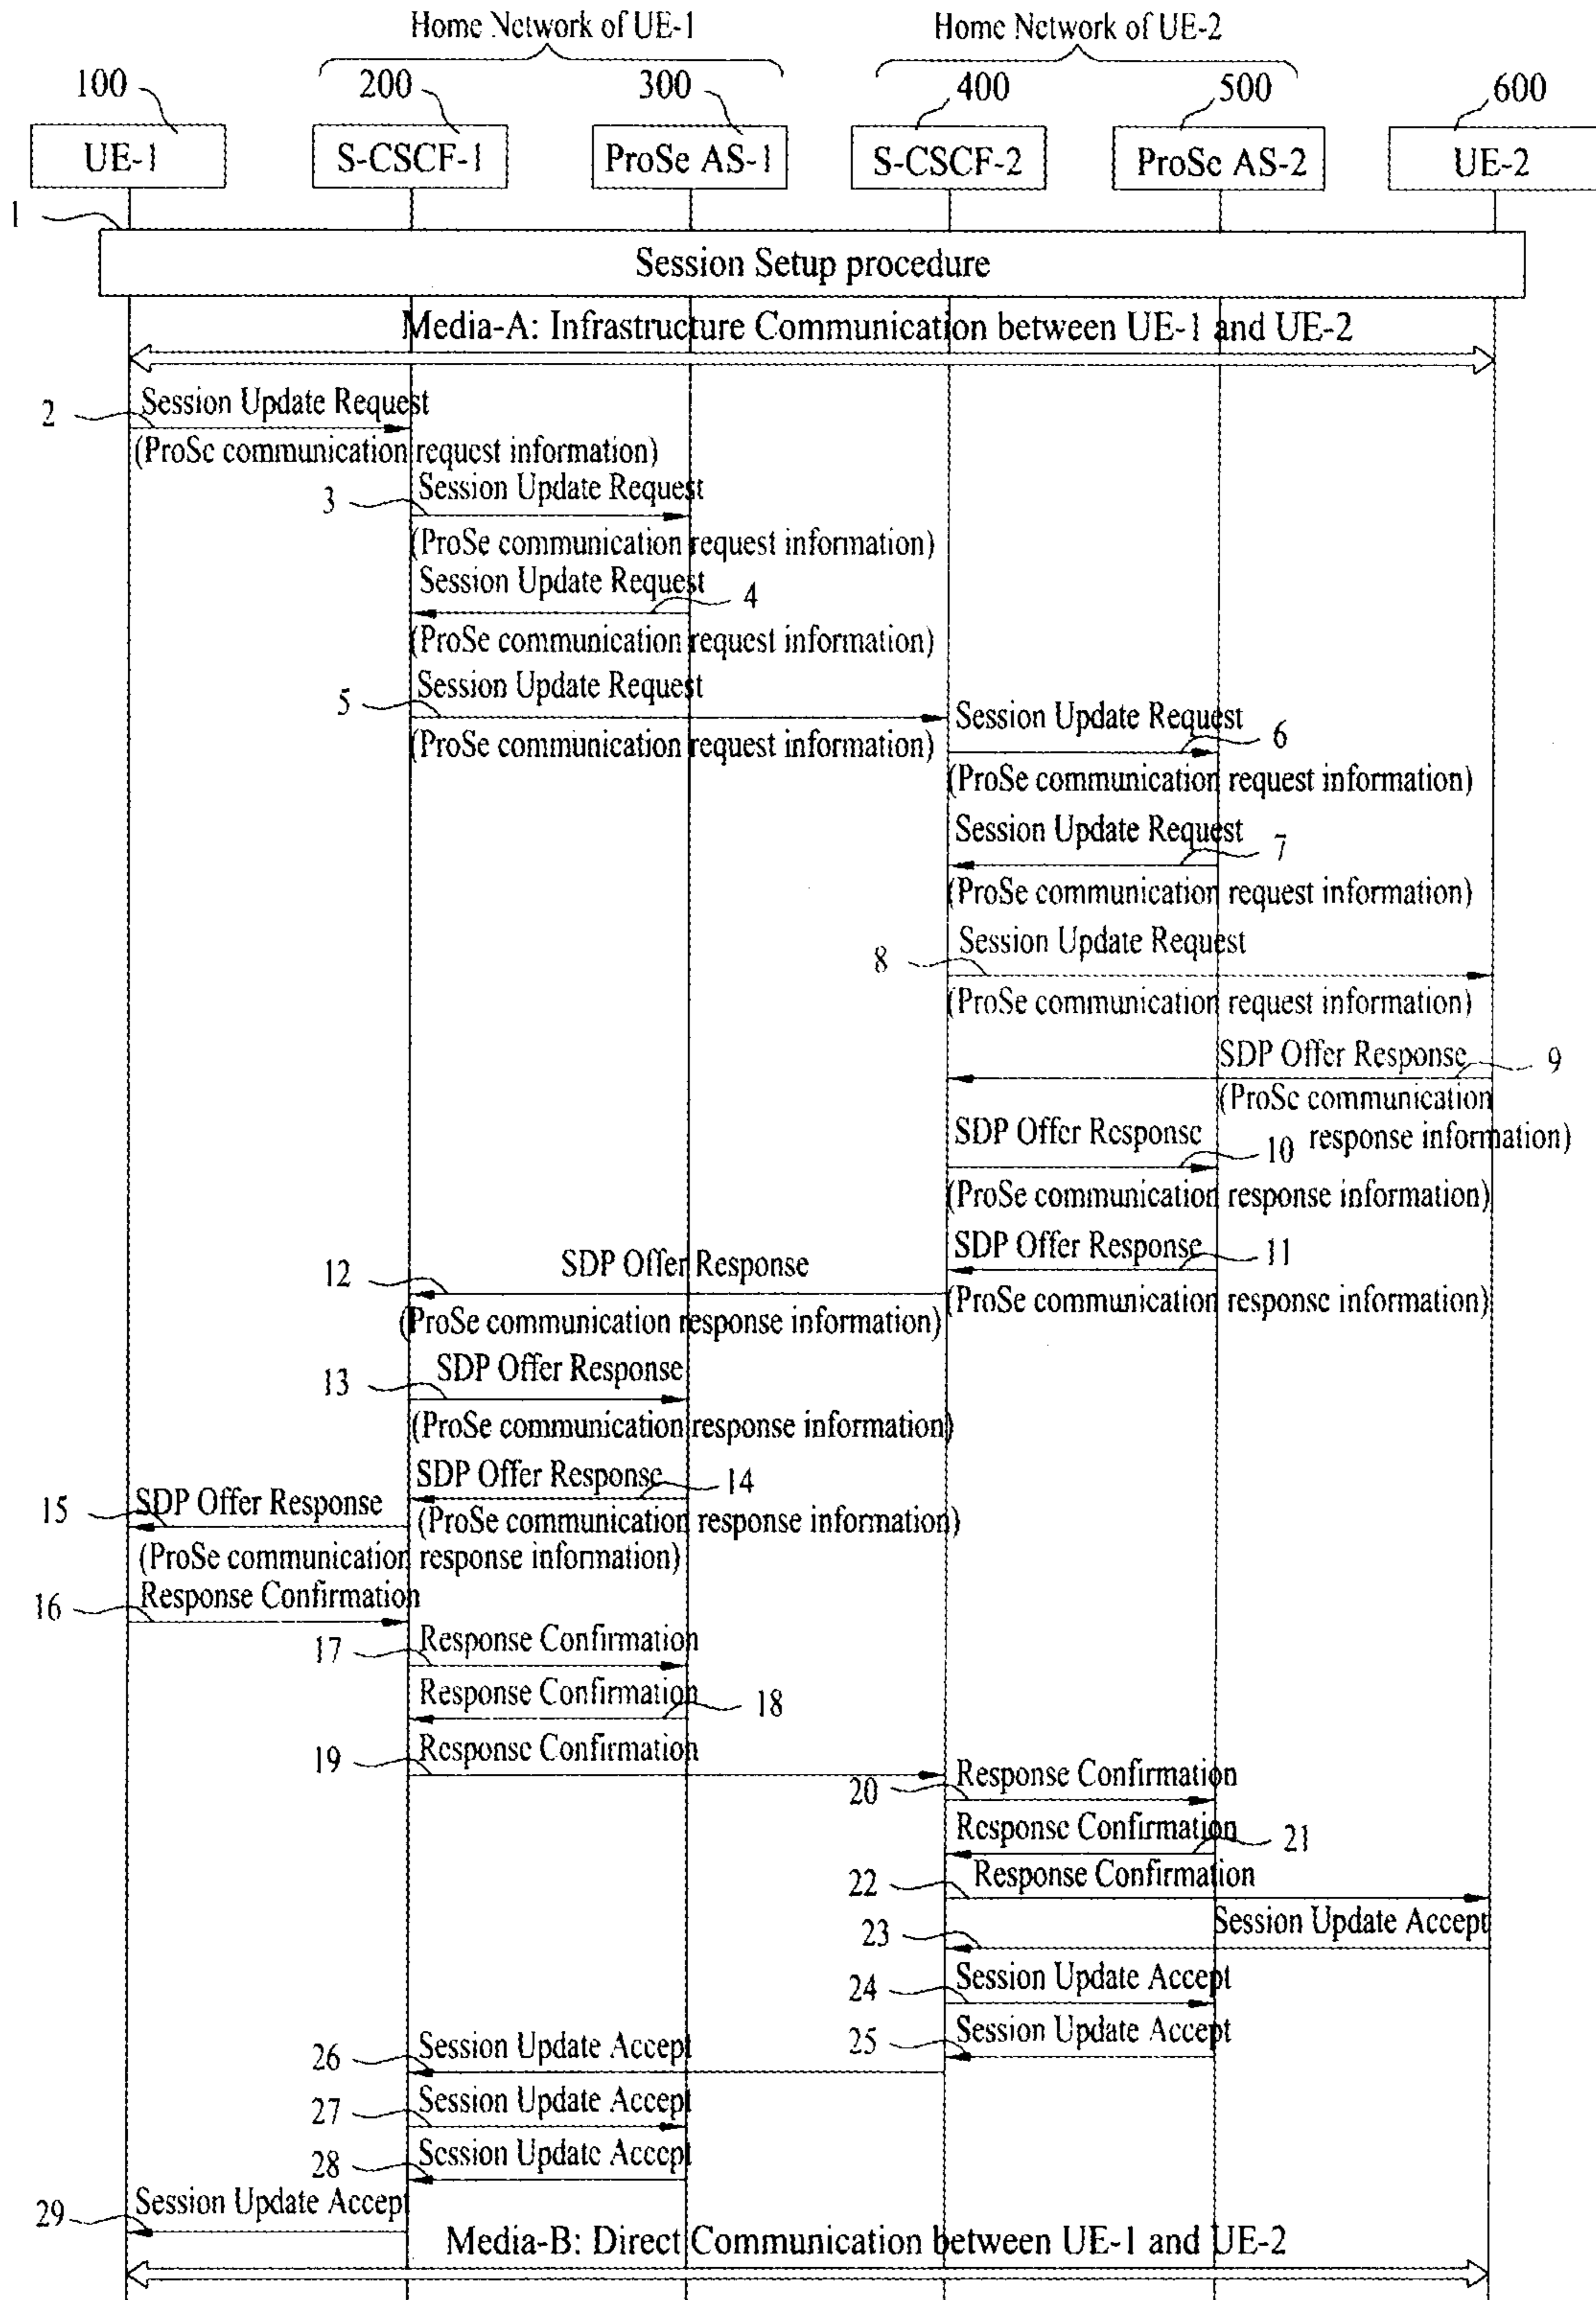 Home Network of UE-1
Home Network of UE-2
100
200
300
400
500
600
UE-1
S-CSCF-1
ProSe AS-1
S-CSCF-2
ProSe AS-2
UE-2
1
Session Setup procedure
Media-A: Infrastructure Communication between UE-1 and UE-2
Session Update Request
2
(ProSe communication request information)
Session Update Request
3
(ProSe communication request information)
Session Update Request
4
(ProSe communication request information)
Session Update Request
5
(ProSe communication request information)
Session Update Request
6
(ProSe communication request information)
Session Update Request
7
(ProSe communication request information)
Session Update Request
8
(ProSe communication request information)
SDP Offer Response
9
(ProSe communication
response information)
SDP Offer Response
10
(ProSe communication response information)
SDP Offer Response
11
(ProSe communication response information)
SDP Offer Response
12
(ProSe communication response information)
SDP Offer Response
13
(ProSe communication response information)
SDP Offer Response
14
(ProSe communication response information)
SDP Offer Response
15
(ProSe communication response information)
Response Confirmation
16
Response Confirmation
17
Response Confirmation
18
Response Confirmation
19
Response Confirmation
20
Response Confirmation
21
Response Confirmation
22
Session Update Accept
23
Session Update Accept
24
Session Update Accept
25
Session Update Accept
26
Session Update Accept
27
Session Update Accept
28
Session Update Accept
29
Media-B: Direct Communication between UE-1 and UE-2